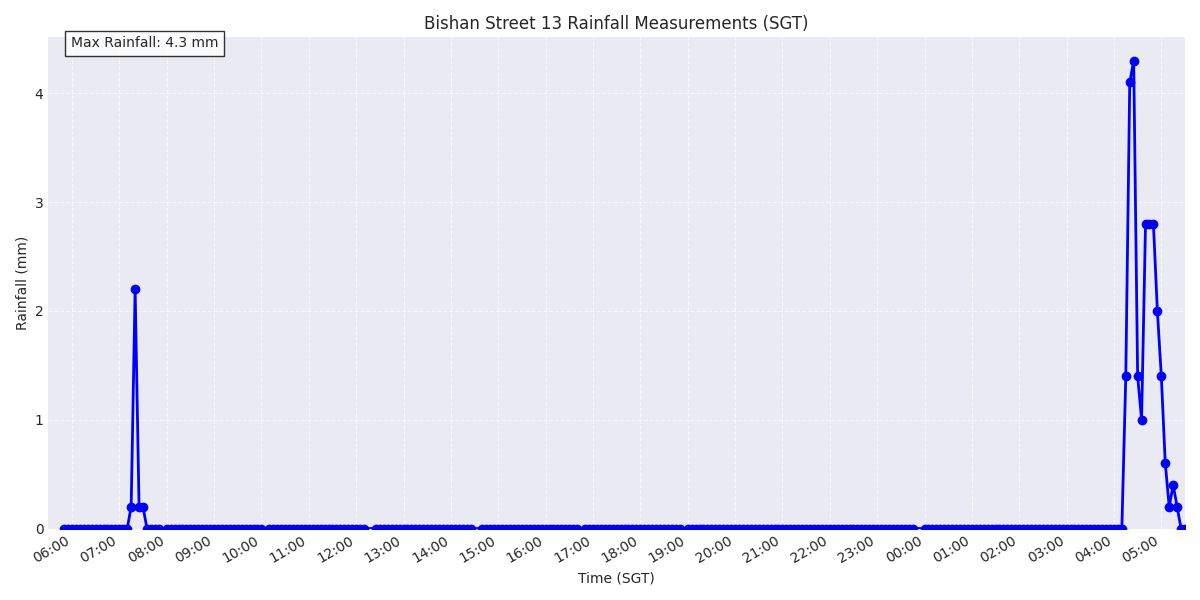 Bishan Street 13 Rainfall Measurements (SGT)
Max Rainfall: 4.3 mm
Rainfall (mm)
4
3
2
1
0
06:00 07:00 08:00 09:00 10:00 11:00 12:00 13:00 14:00 15:00 16:00 17:00 18:00 19:00 20:00 21:00 22:00 23:00 00:00 01:00 02:00 03:00 04:00 05:00
Time (SGT)